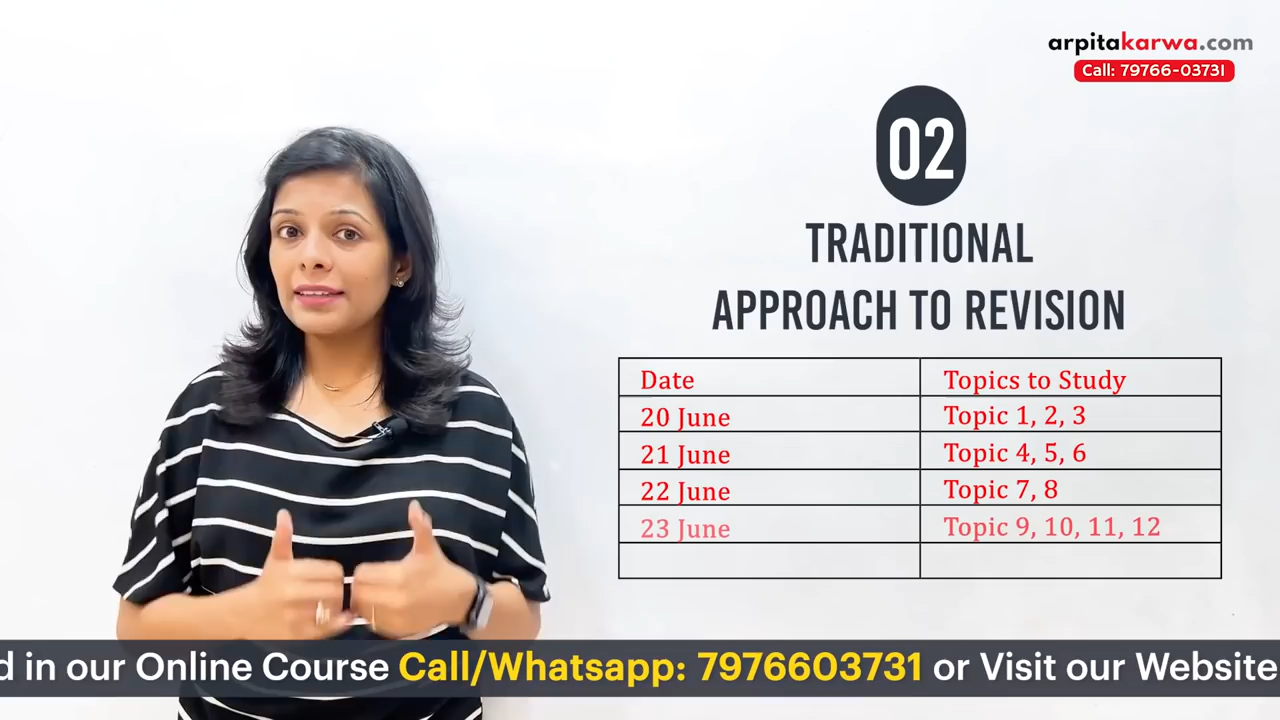 arpitakarwa.com
Call: 79766-03731
02
TRADITIONAL
APPROACH TO REVISION
Date Topics to Study
20 June Topic 1, 2, 3
21 June Topic 4, 5, 6
22 June Topic 7, 8
23 June Topic 9, 10, 11, 12
d in our Online Course Call/Whatsapp: 7976603731 or Visit our Website